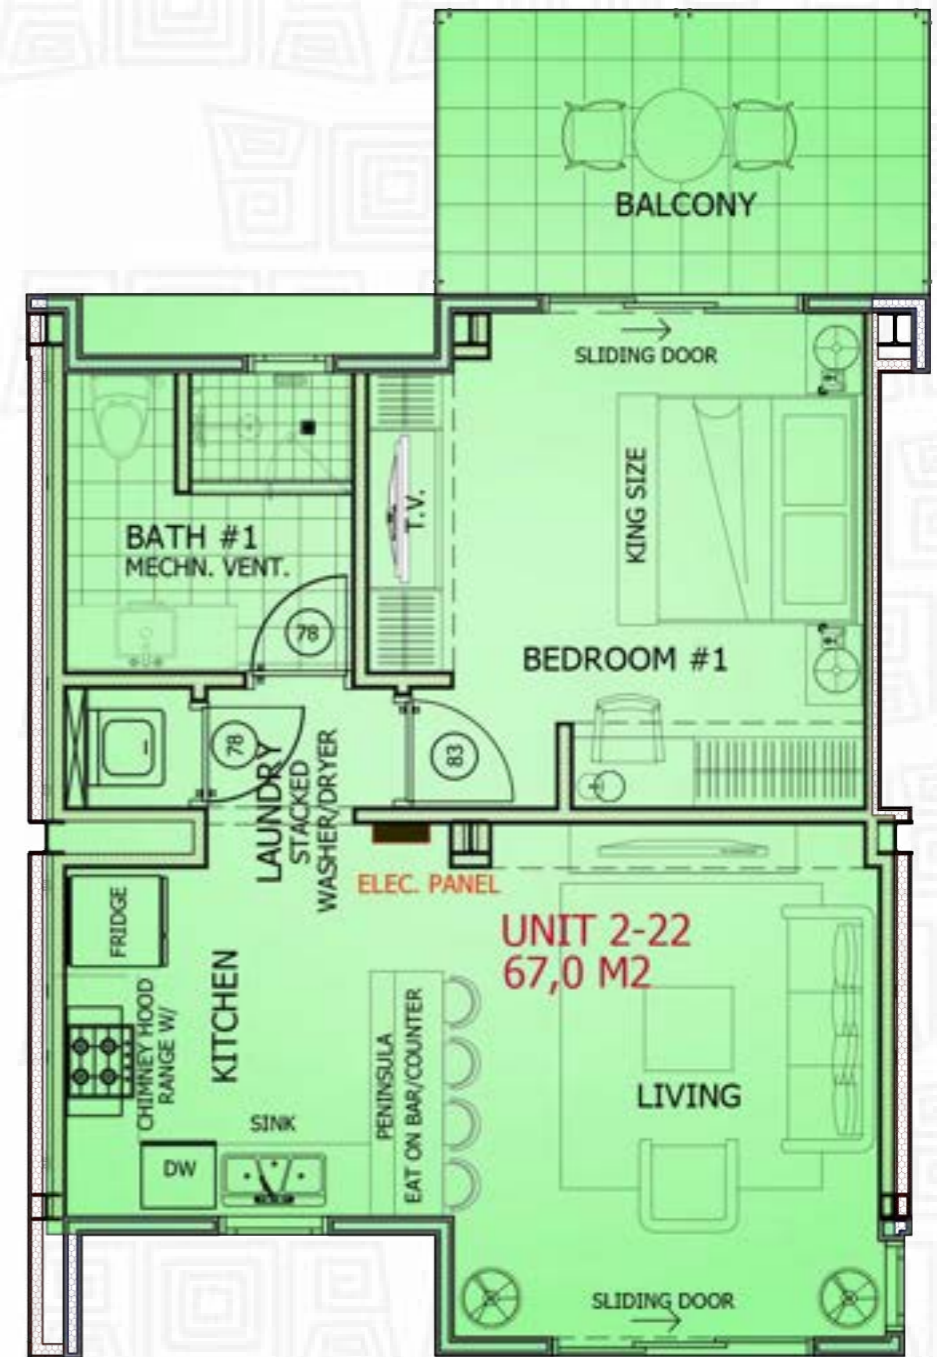 BALCONY
SLIDING DOOR
T.V.
KING SIZE
BATH #1
MECHN. VENT.
78
BEDROOM #1
78
83
LAUNDRY
STACKED
WASHER/DRYER
ELEC. PANEL
FRIDGE
UNIT 2-22
67,0 M2
KITCHEN
CHIMNEY HOOD
RANGE W/
PENINSULA
EAT ON BAR/COUNTER
LIVING
SINK
DW
SLIDING DOOR